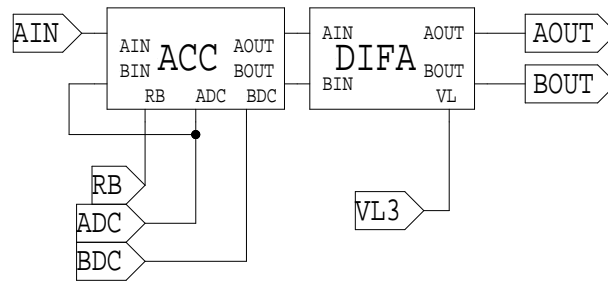 AIN
AIN ACC AOUT
BIN BOUT
RB ADC BDC
AIN DIFA AOUT
BIN BOUT
VL
AOUT
BOUT
RB
ADC
BDC
VL3